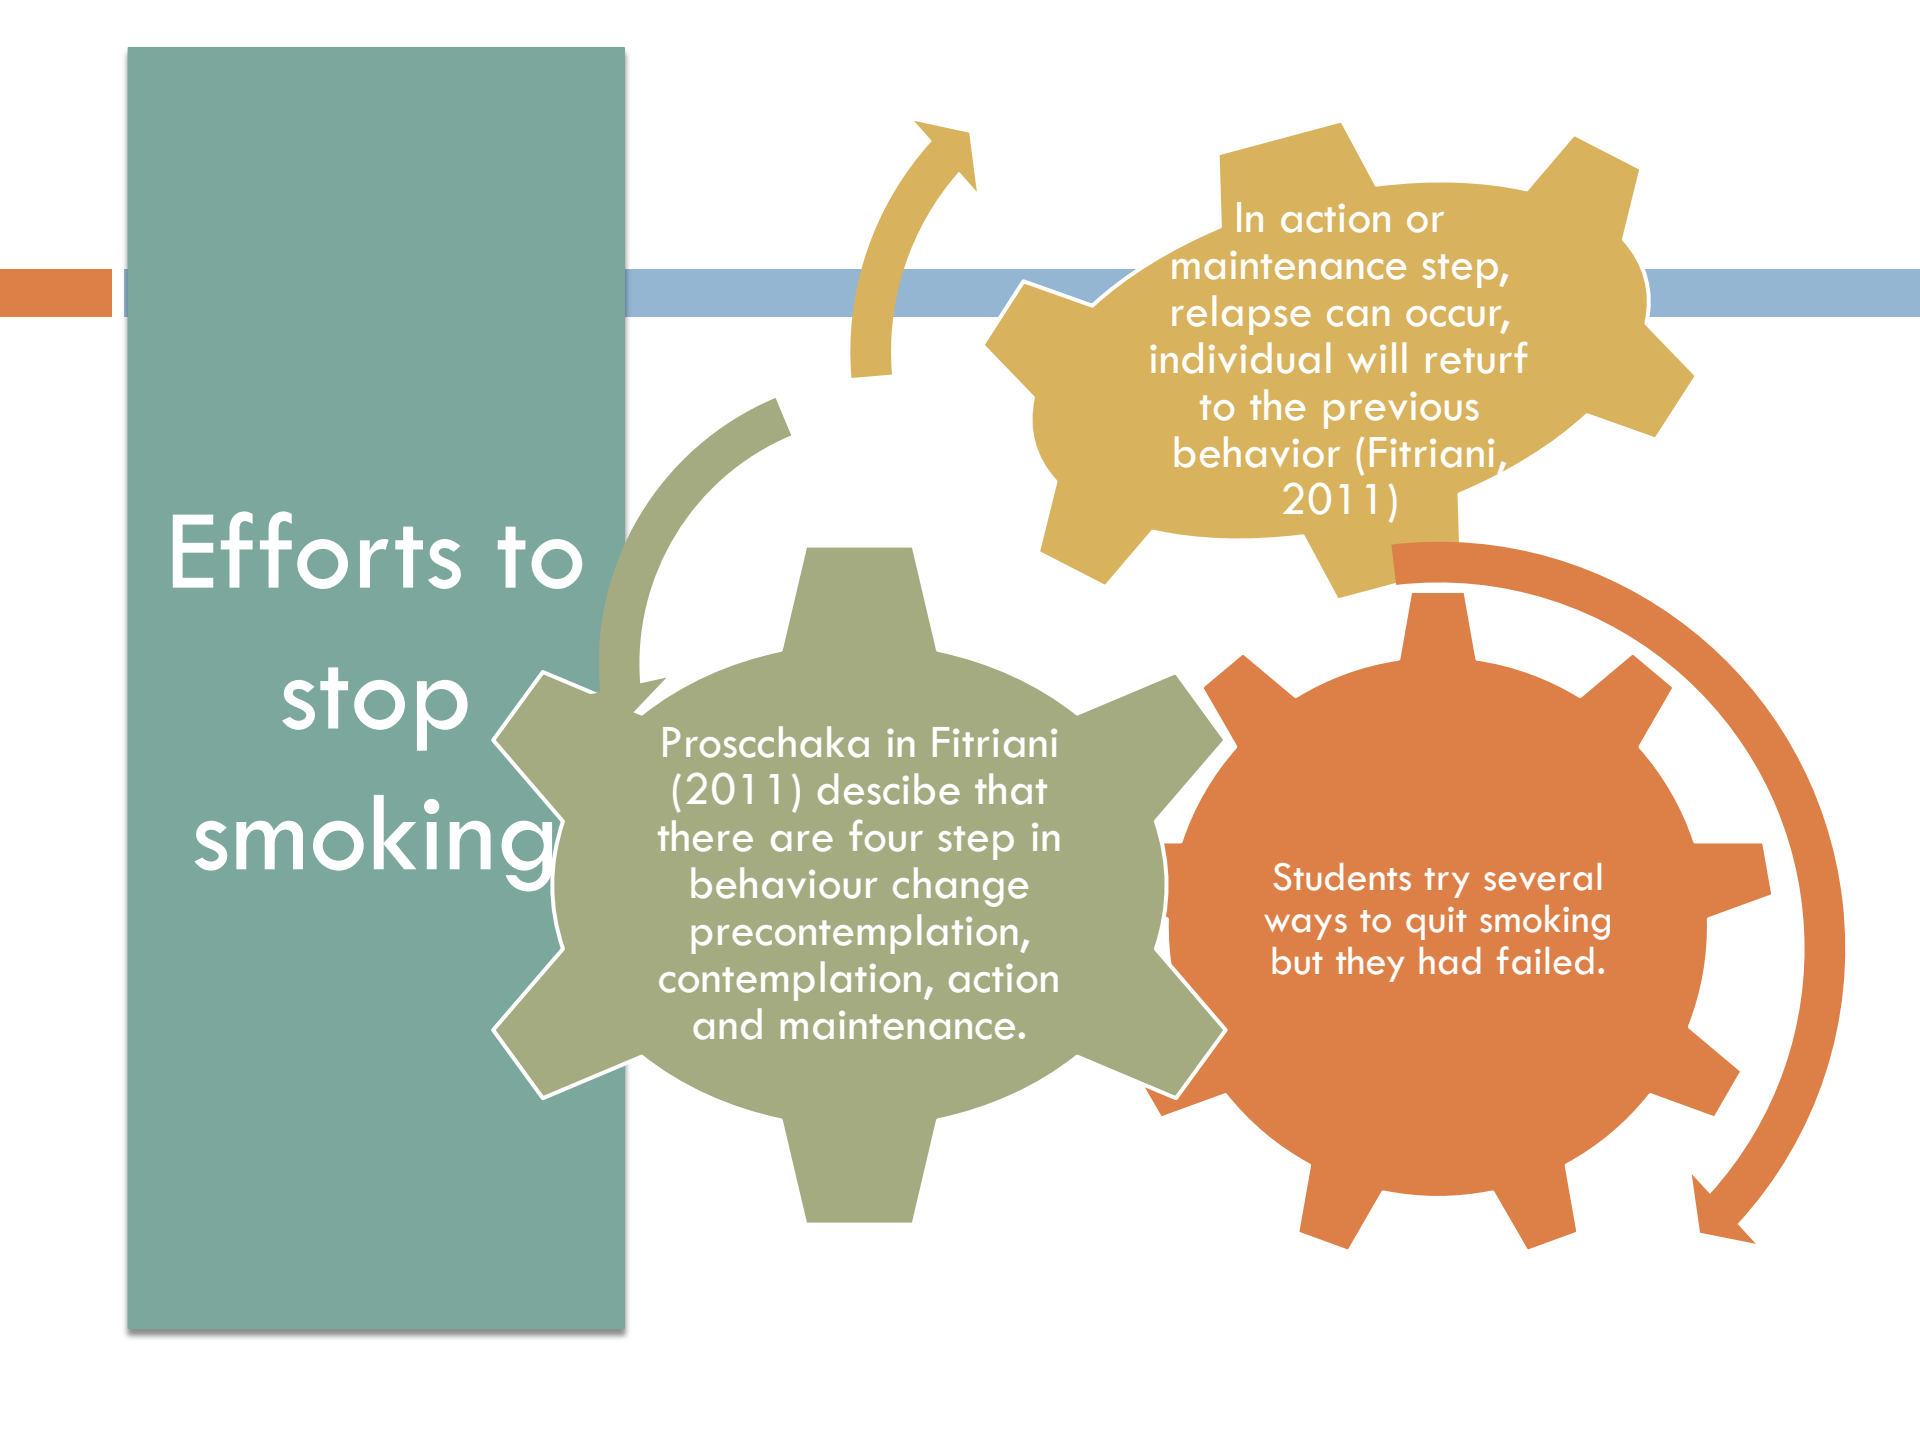 Efforts to
stop
smoking
In action or
maintenance step,
relapse can occur,
individual will returf
to the previous
behavior (Fitriani,
2011)
Proscchaka in Fitriani
(2011) descibe that
there are four step in
behaviour change
precontemplation,
contemplation, action
and maintenance.
Students try several
ways to quit smoking
but they had failed.